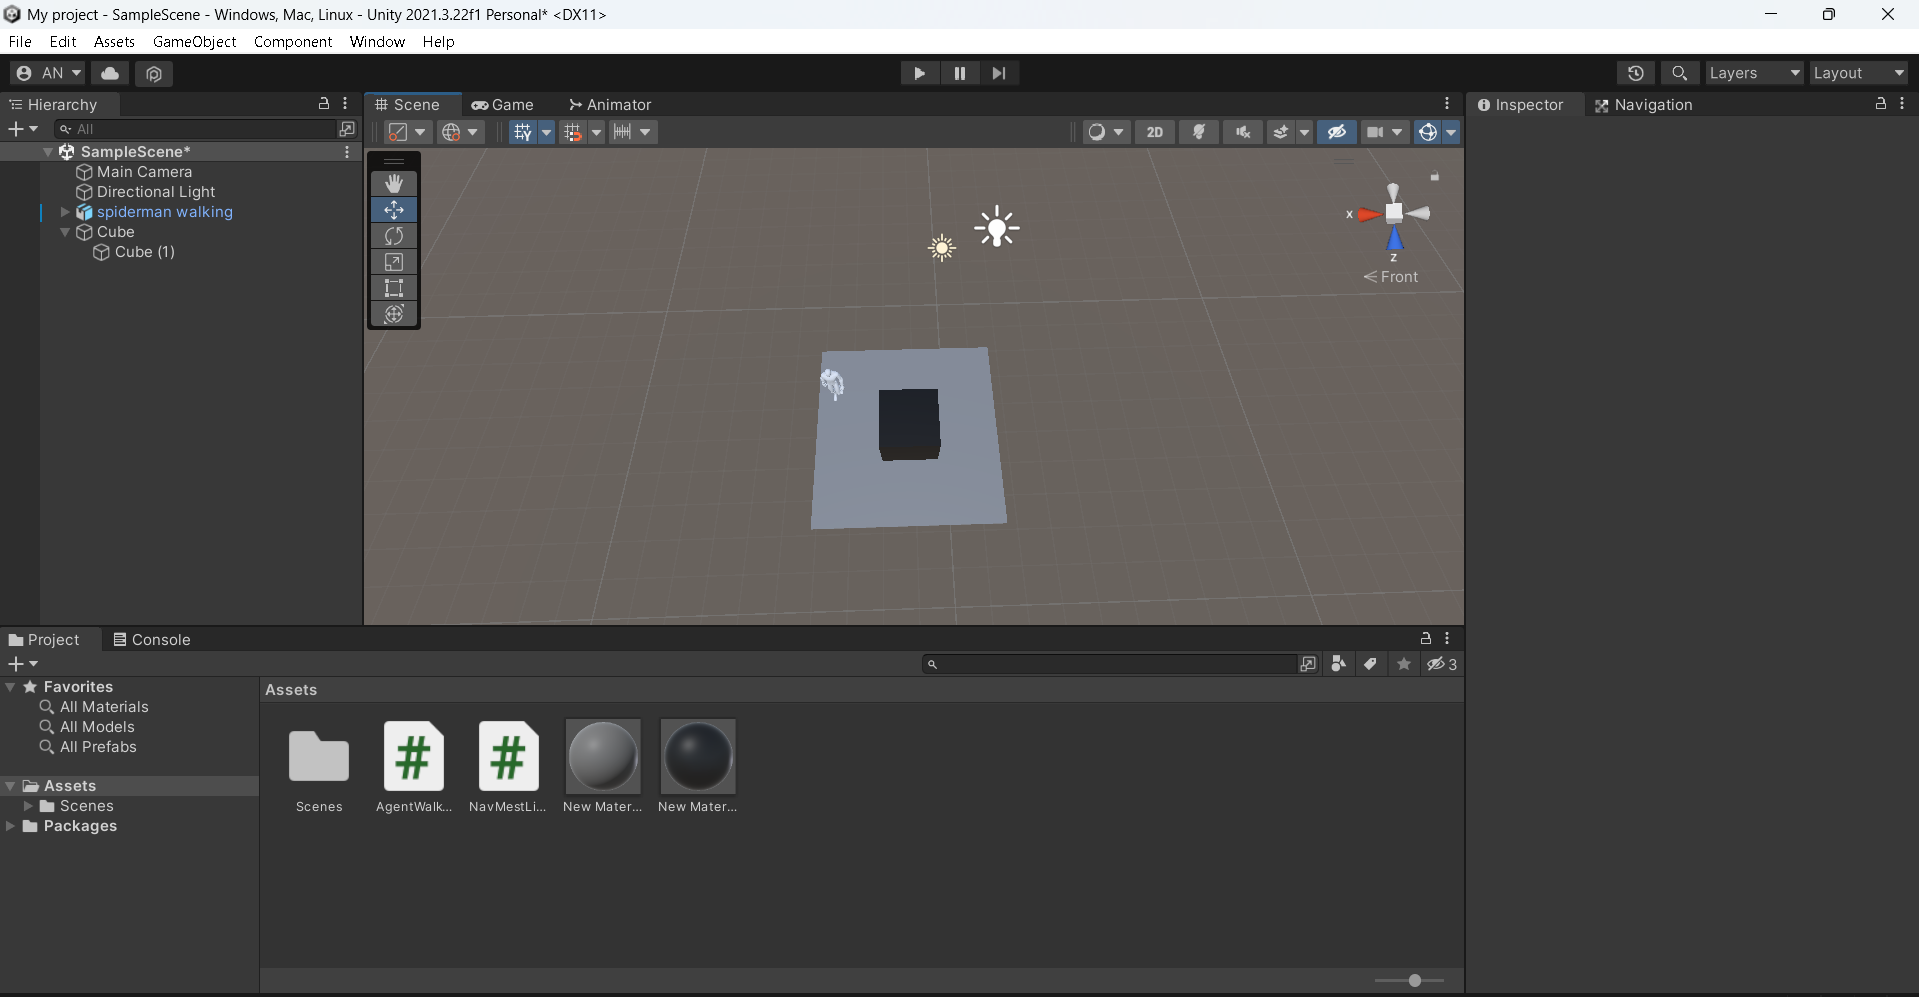 My project - SampleScene - Windows, Mac, Linux - Unity 2021.3.22f1 Personal* <DX11>
File Edit Assets GameObject Component Window Help
AN
Layers
Layout
Hierarchy
All
SampleScene*
Main Camera
Directional Light
spiderman walking
Cube
Cube (1)
Scene Game Animator
2D
x
z
Front
Inspector Navigation
Project Console
3
Favorites
All Materials
All Models
All Prefabs
Assets
Scenes
Packages
Assets
Scenes AgentWalk... NavMestLi... New Mater... New Mater...